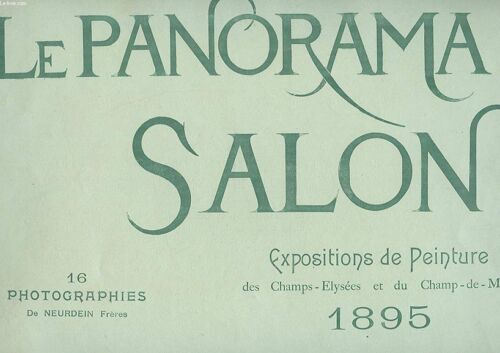 LE PANORAMA
SALON
Expositions de Peinture
des Champs-Elysées et du Champ-de-M
1895
16
PHOTOGRAPHIES
De NEURDEIN Frères